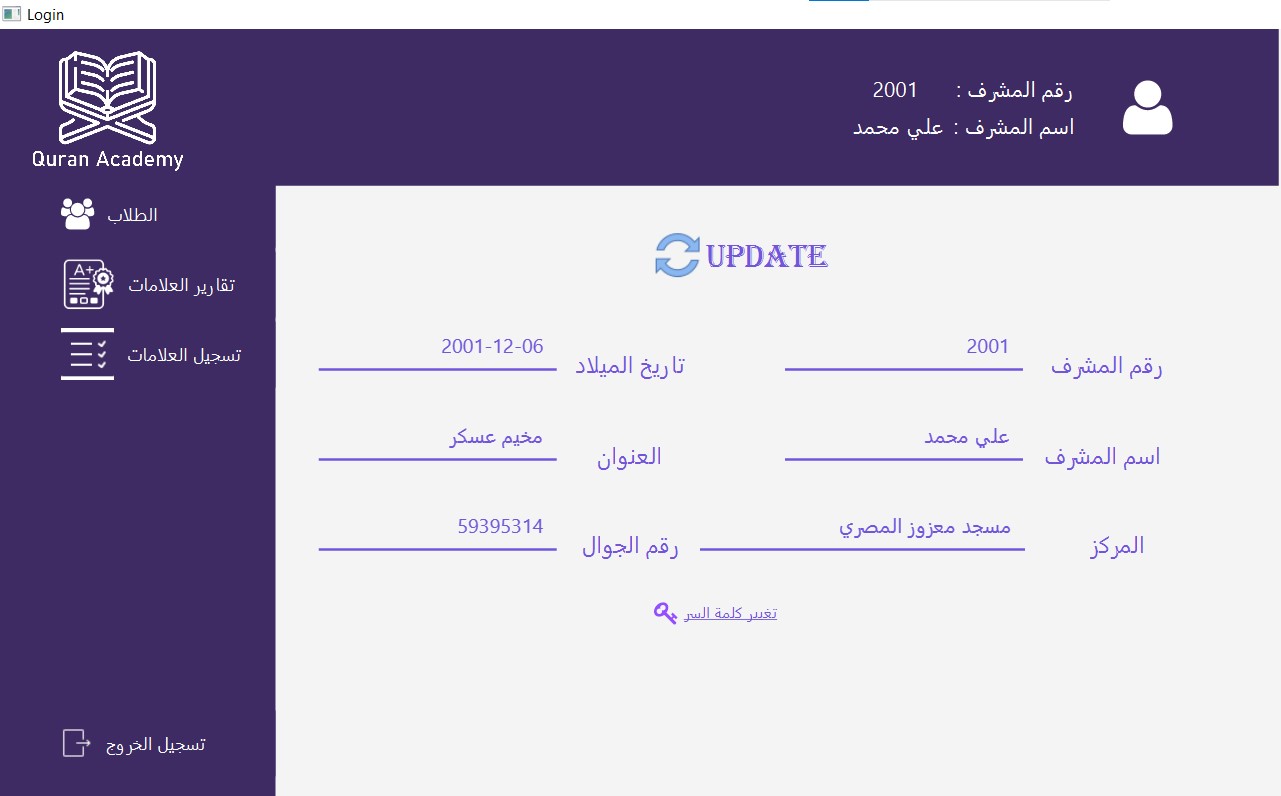 Login
Quran Academy
رقم المشرف : 2001
اسم المشرف : علي محمد
الطلاب
تقارير العلامات
A+
تسجيل العلامات
UPDATE
رقم المشرف 2001
تاريخ الميلاد 2001-12-06
اسم المشرف علي محمد
العنوان مخيم عسكر
المركز مسجد معزوز المصري
رقم الجوال 59395314
تغيير كلمة السر
تسجيل الخروج